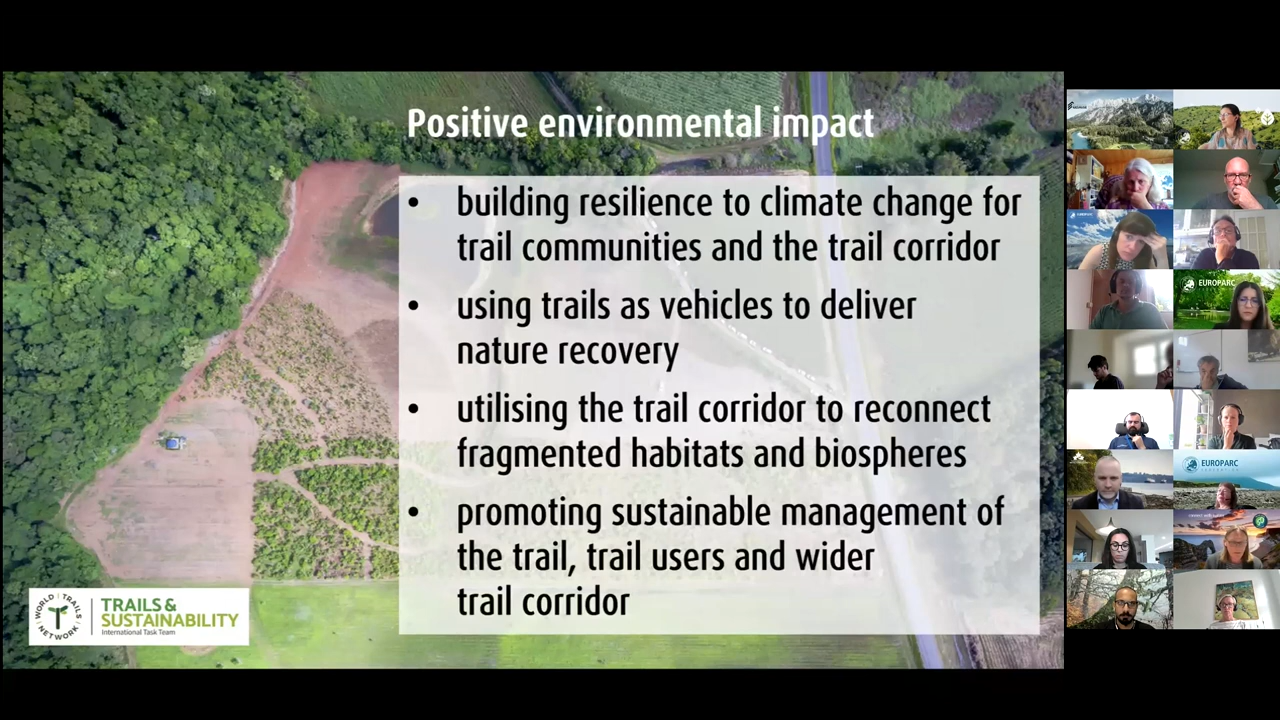 Positive environmental impact
• building resilience to climate change for
trail communities and the trail corridor
• using trails as vehicles to deliver
nature recovery
• utilising the trail corridor to reconnect
fragmented habitats and biospheres
• promoting sustainable management of
the trail, trail users and wider
trail corridor
WORLD TRAILS NETWORK
TRAILS &
SUSTAINABILITY
International Task Team
EUROPARC
EUROPARC
FEDERATION